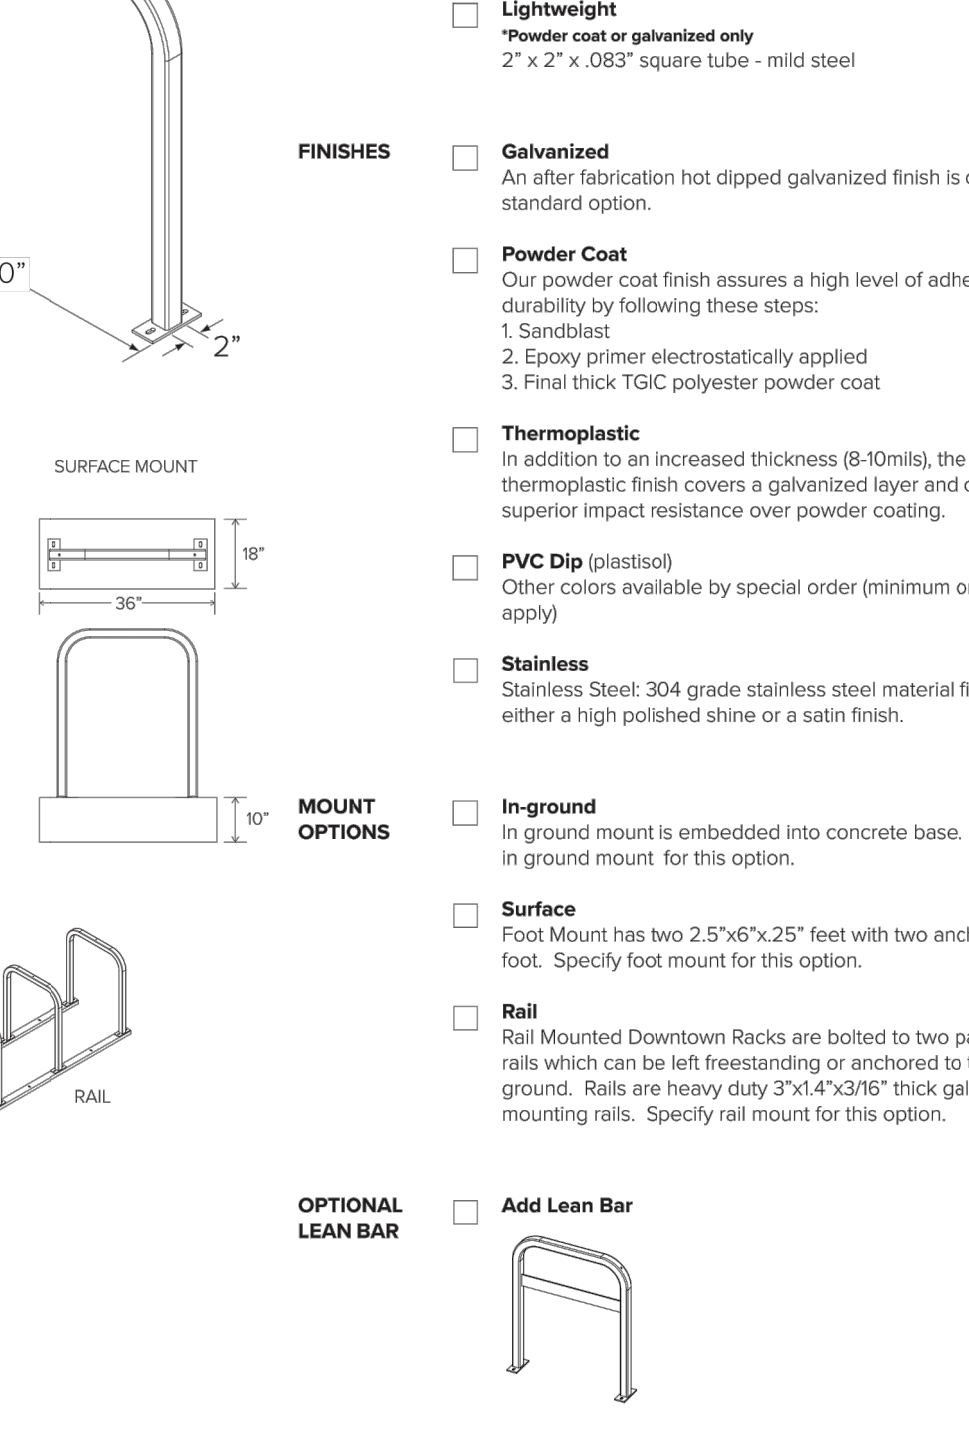 Lightweight
*Powder coat or galvanized only
2” x 2” x .083” square tube - mild steel
FINISHES
Galvanized
An after fabrication hot dipped galvanized finish is
standard option.
Powder Coat
Our powder coat finish assures a high level of
durability by following these steps:
1. Sandblast
2. Epoxy primer electrostatically applied
3. Final thick TGIC polyester powder coat
Thermoplastic
In addition to an increased thickness (8-10mils), the
thermoplastic finish covers a galvanized layer and
superior impact resistance over powder coating.
PVC Dip (plastisol)
Other colors available by special order (minimum
apply)
Stainless
Stainless Steel: 304 grade stainless steel material
either a high polished shine or a satin finish.
MOUNT
OPTIONS
In-ground
In ground mount is embedded into concrete base.
in ground mount for this option.
Surface
Foot Mount has two 2.5”x6”x.25” feet with two
foot. Specify foot mount for this option.
Rail
Rail Mounted Downtown Racks are bolted to two
rails which can be left freestanding or anchored to
ground. Rails are heavy duty 3”x1.4”x3/16” thick
mounting rails. Specify rail mount for this option.
OPTIONAL
LEAN BAR
Add Lean Bar
0”
2”
SURFACE MOUNT
18”
36”
10”
RAIL